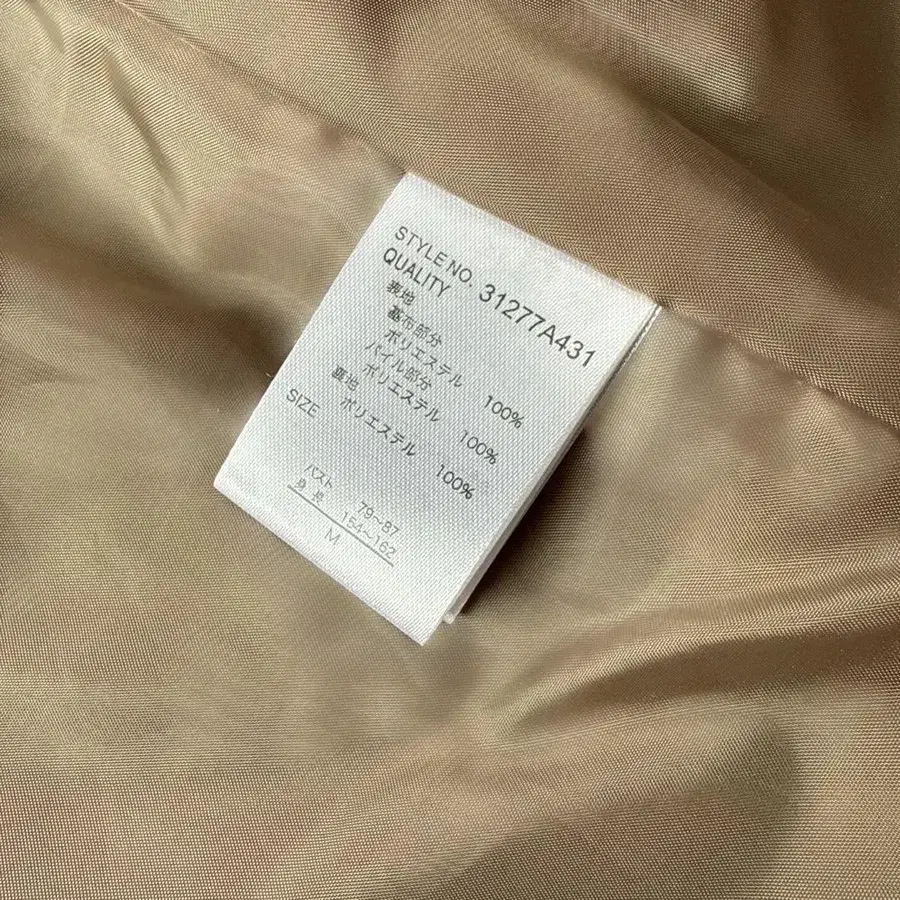 STYLE NO. 31277A431
QUALITY
表地
基布部分
ポリエステル 100%
パイル部分
ポリエステル 100%
裏地
ポリエステル 100%
SIZE
バスト 79〜87
身長 154〜162
M